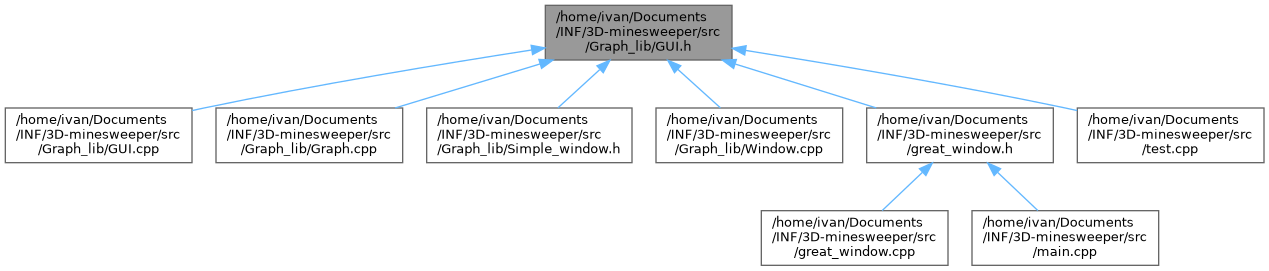 /home/ivan/Documents
/INF/3D-minesweeper/src
/Graph_lib/GUI.h
/home/ivan/Documents
/INF/3D-minesweeper/src
/Graph_lib/GUI.cpp
/home/ivan/Documents
/INF/3D-minesweeper/src
/Graph_lib/Graph.cpp
/home/ivan/Documents
/INF/3D-minesweeper/src
/Graph_lib/Simple_window.h
/home/ivan/Documents
/INF/3D-minesweeper/src
/Graph_lib/Window.cpp
/home/ivan/Documents
/INF/3D-minesweeper/src
/great_window.h
/home/ivan/Documents
/INF/3D-minesweeper/src
/test.cpp
/home/ivan/Documents
/INF/3D-minesweeper/src
/great_window.cpp
/home/ivan/Documents
/INF/3D-minesweeper/src
/main.cpp